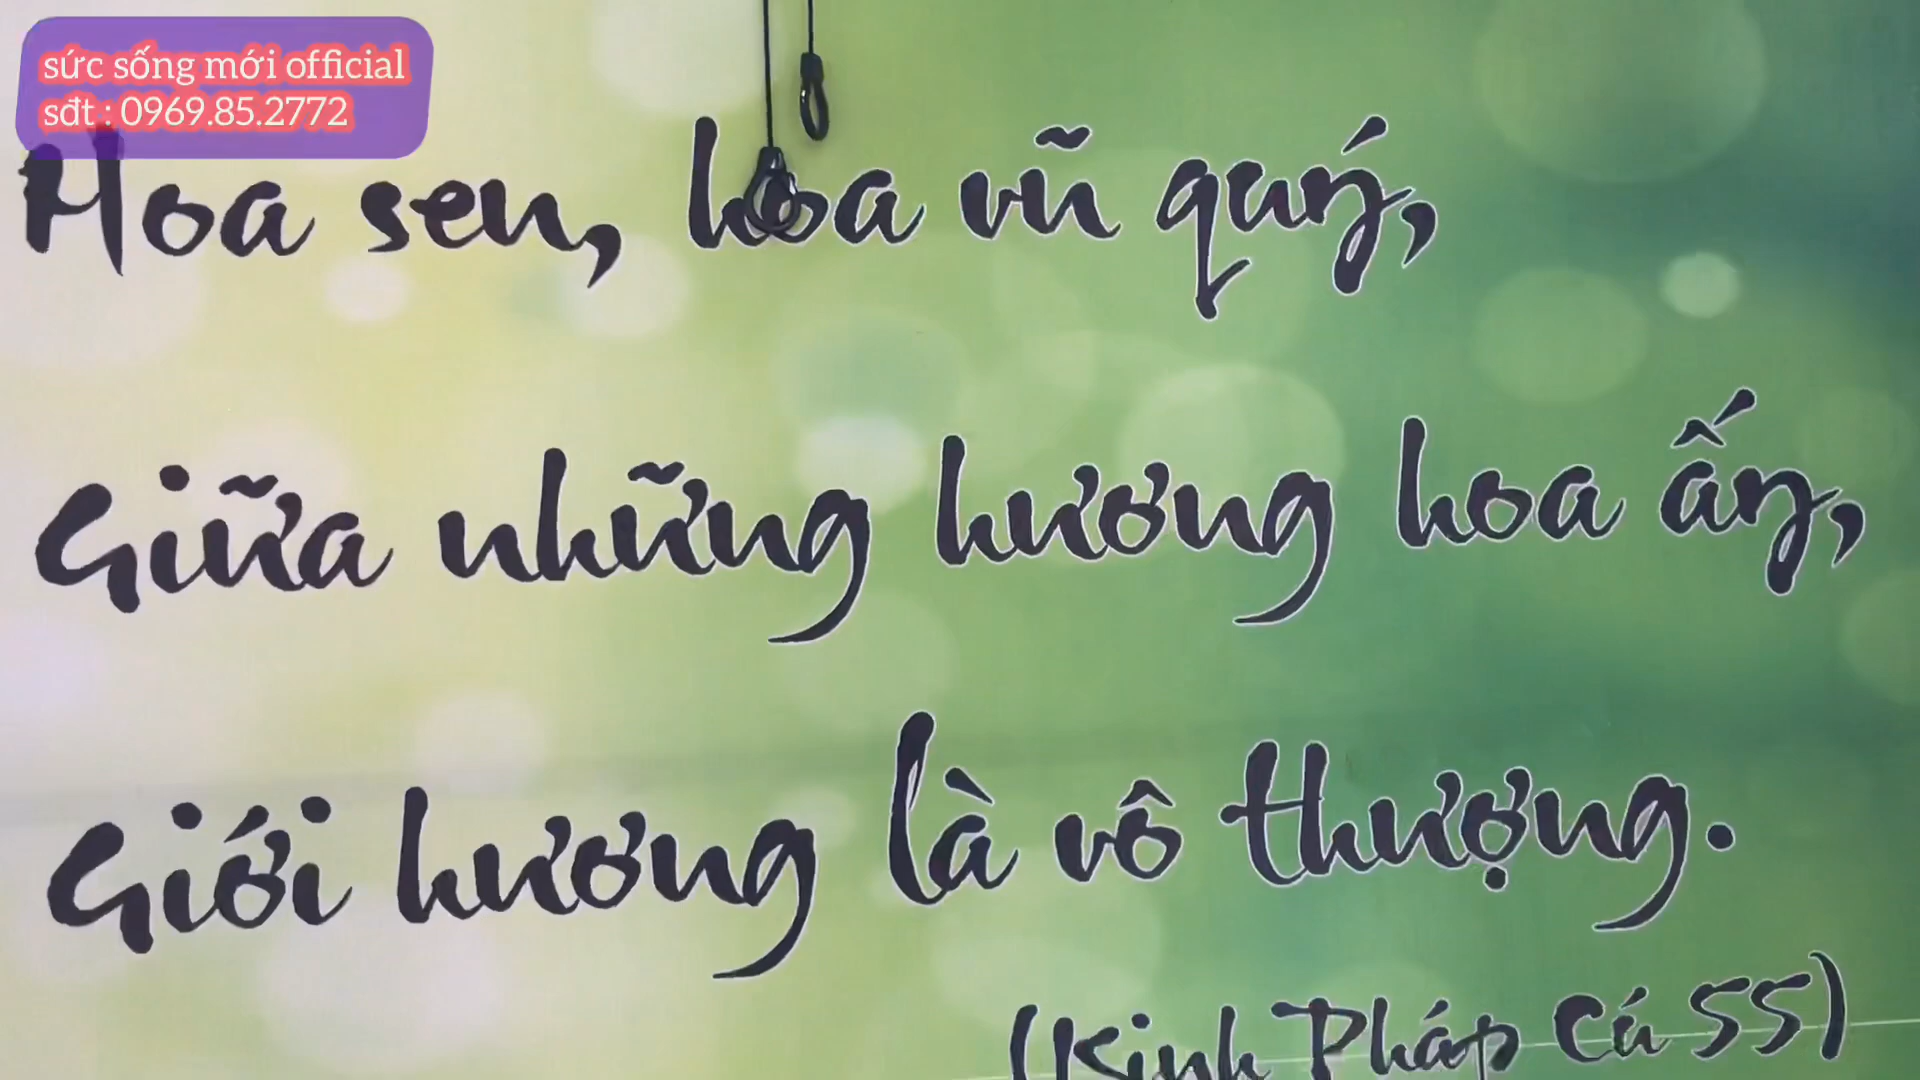 sức sống mới official
sđt : 0969.85.2772
Hoa sen, hoa vũ quý,
Giữa những hương hoa ấy,
Giới hương là vô thượng.
(Kinh Pháp Cú 55)